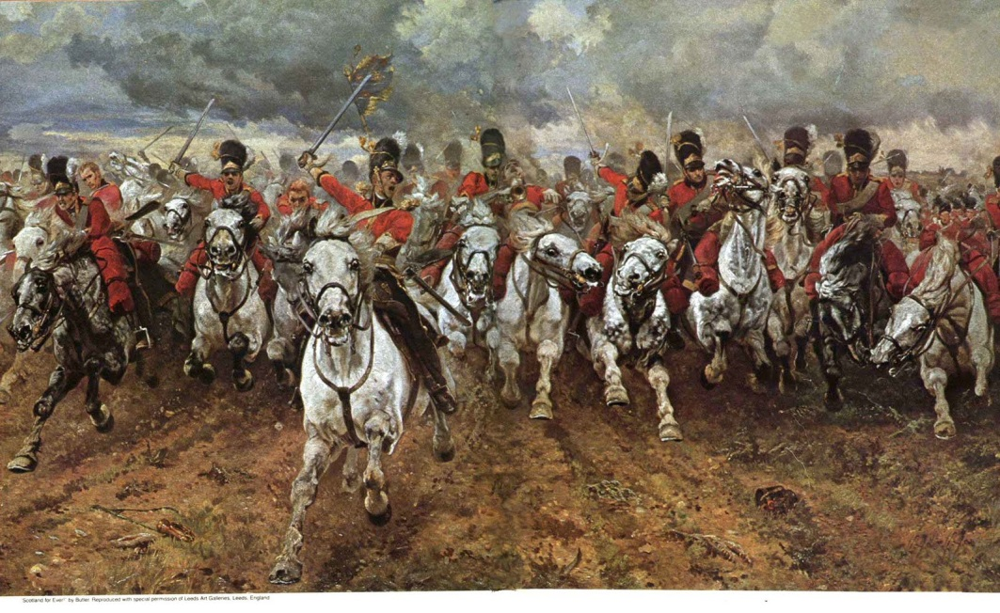 Scotland for Ever!" by Butler. Reproduced with special permission of Leeds Art Galleries, Leeds, England